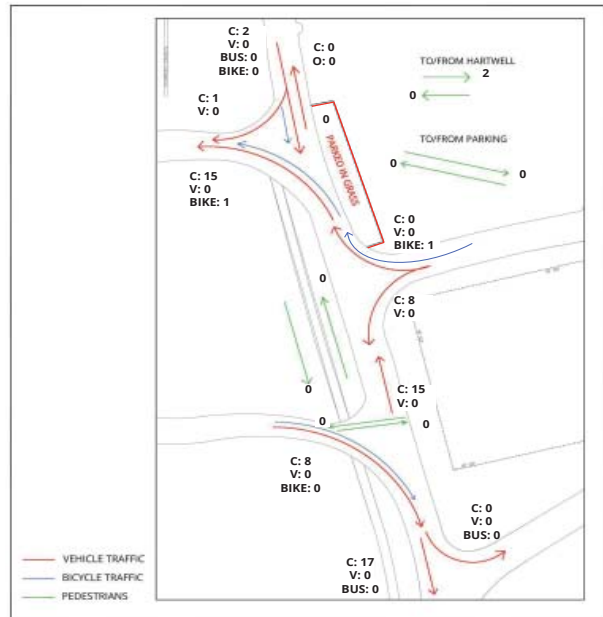 C: 2
V: 0
BUS: 0
BIKE: 0
C: 0
O: 0
TO/FROM HARTWELL
2
0
C: 1
V: 0
0
PARKED IN GRASS
TO/FROM PARKING
0
0
C: 15
V: 0
BIKE: 1
C: 0
V: 0
BIKE: 1
0
C: 8
V: 0
0
C: 15
V: 0
0
0
C: 8
V: 0
BIKE: 0
C: 0
V: 0
BUS: 0
C: 17
V: 0
BUS: 0
VEHICLE TRAFFIC
BICYCLE TRAFFIC
PEDESTRIANS